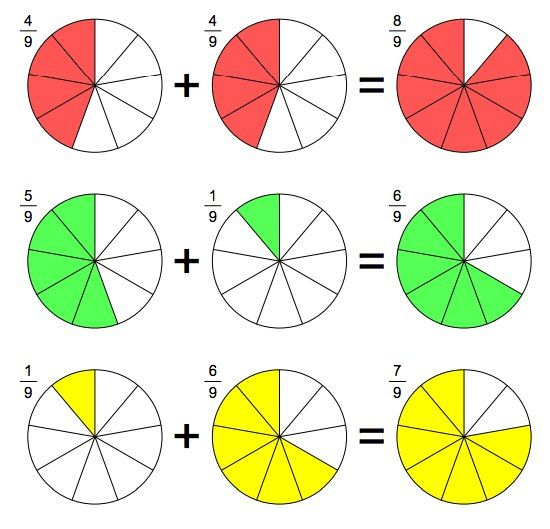 4/9 + 4/9 = 8/9
5/9 + 1/9 = 6/9
1/9 + 6/9 = 7/9